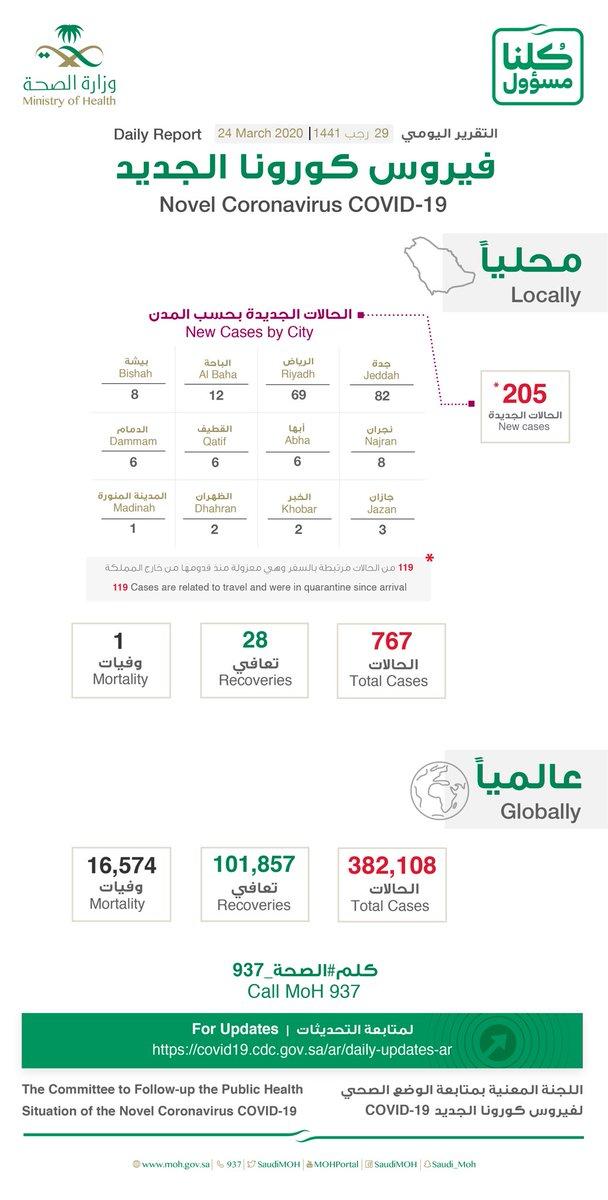 وزارة الصحة
Ministry of Health
كلنا
مسؤول
Daily Report 24 March 2020 | 29 رجب 1441 التقرير اليومي
فيروس كورونا الجديد
Novel Coronavirus COVID-19
محلياً
Locally
الحالات الجديدة بحسب المدن
New Cases by City
* 205
الحالات الجديدة
New cases
بيشة الباحة الرياض جدة
Bishah Al Baha Riyadh Jeddah
8 12 69 82
الدمام القطيف أبها نجران
Dammam Qatif Abha Najran
6 6 6 8
المدينة المنورة الظهران الخبر جازان
Madinah Dhahran Khobar Jazan
1 2 2 3
* 119 من الحالات مرتبطة بالسفر وهي معزولة منذ قدومها من خارج المملكة
119 Cases are related to travel and were in quarantine since arrival
1 28 767
وفيات تعافي الحالات
Mortality Recoveries Total Cases
عالمياً
Globally
16,574 101,857 382,108
وفيات تعافي الحالات
Mortality Recoveries Total Cases
كلم#الصحة_937
Call MoH 937
For Updates | لمتابعة التحديثات
https://covid19.cdc.gov.sa/ar/daily-updates-ar
The Committee to Follow-up the Public Health
Situation of the Novel Coronavirus COVID-19
اللجنة المعنية بمتابعة الوضع الصحي
لفيروس كورونا الجديد COVID-19
www.moh.gov.sa | 937 | SaudiMOH | MOHPortal | SaudiMOH | Saudi_Moh